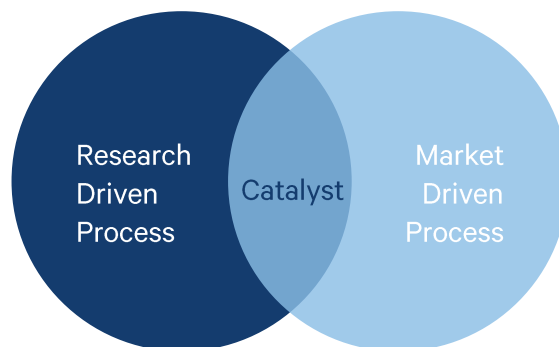 Research
Driven
Process
Catalyst
Market
Driven
Process